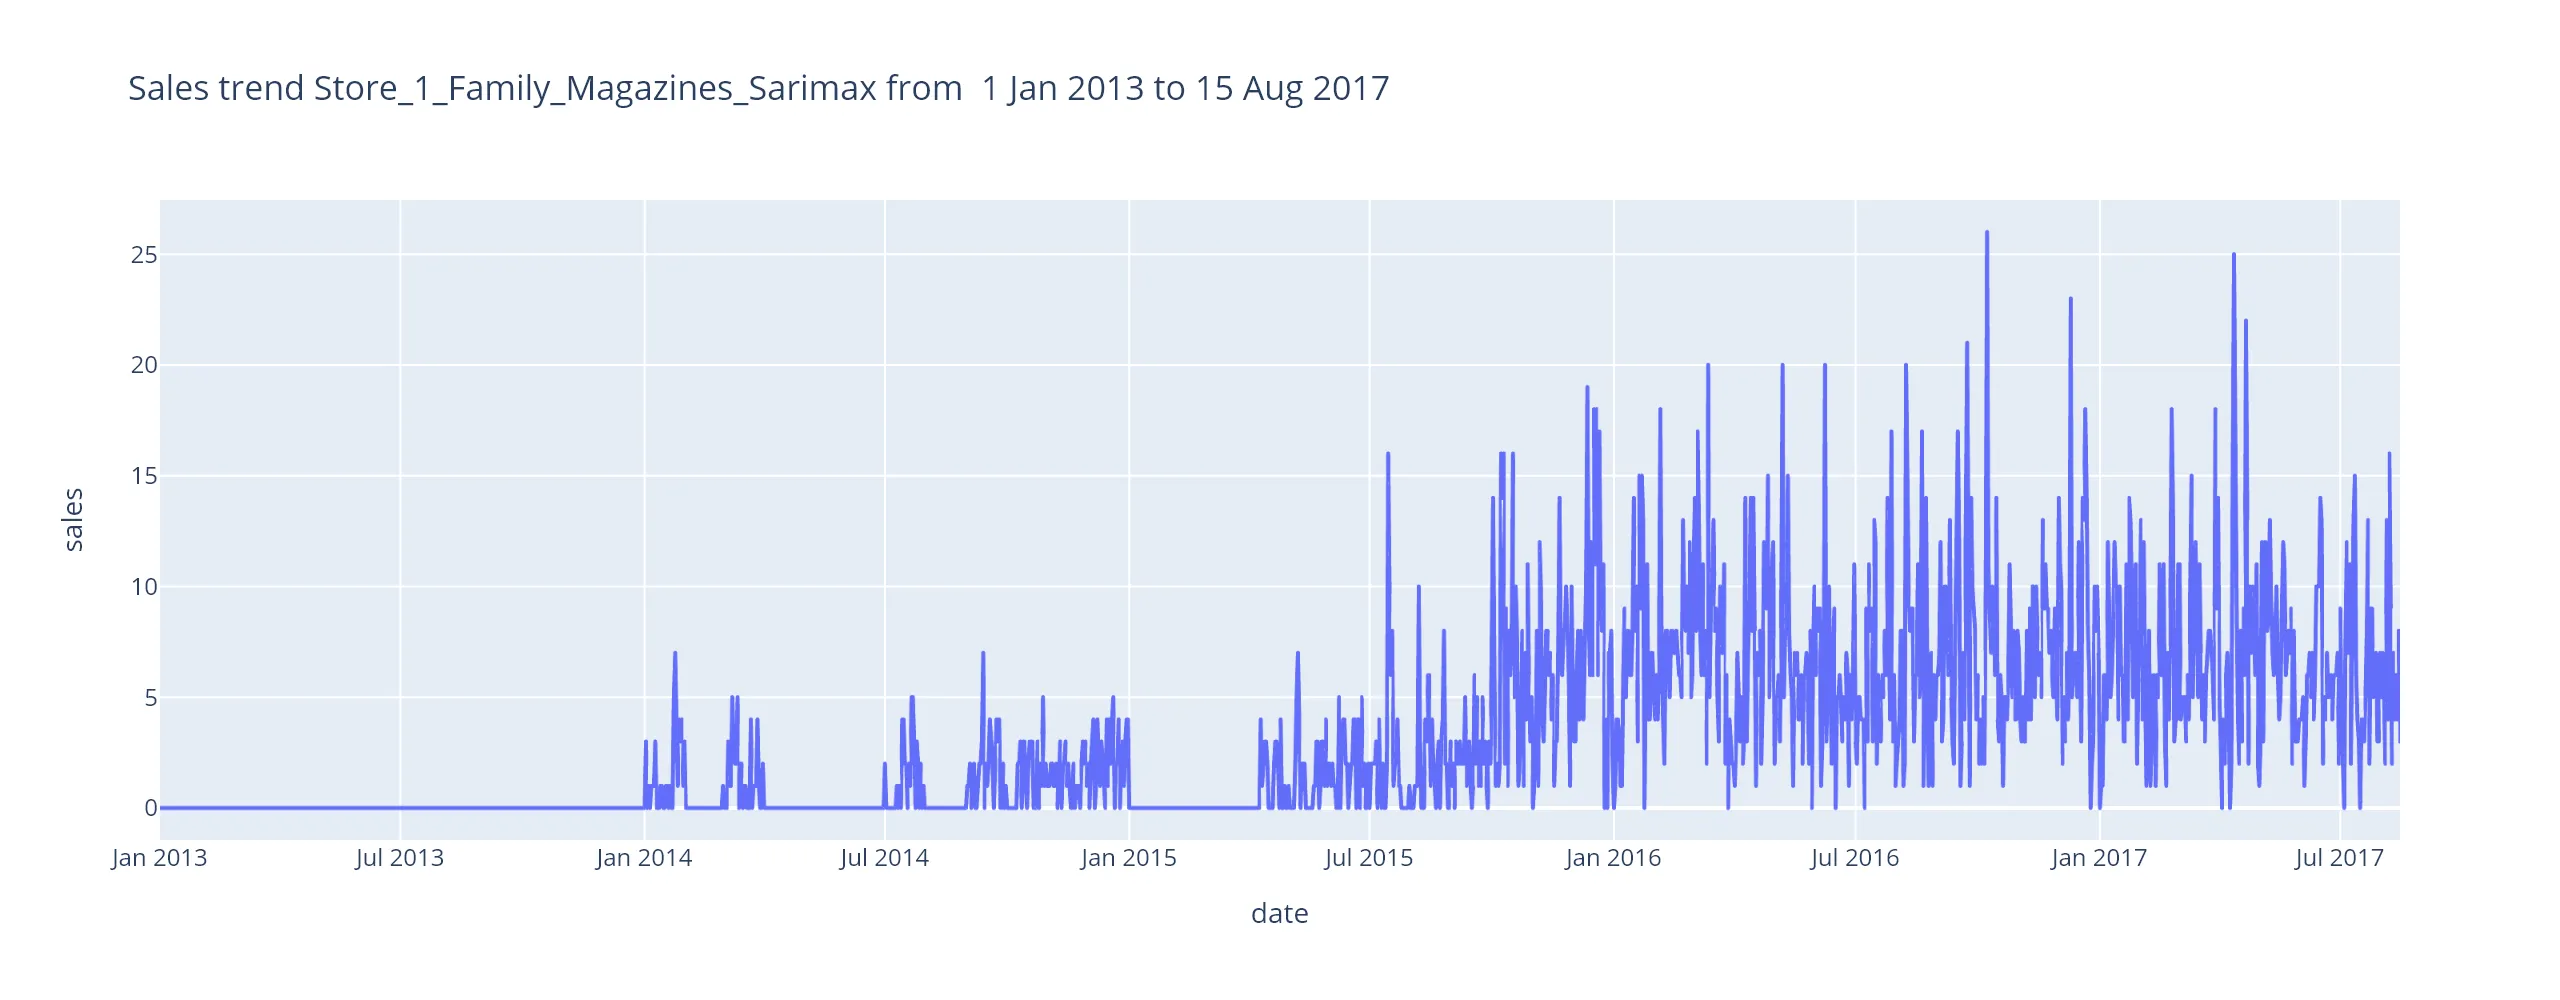 Sales trend Store_1_Family_Magazines_Sarimax from  1 Jan 2013 to 15 Aug 2017
25
20
15
10
5
0
sales
Jan 2013 Jul 2013 Jan 2014 Jul 2014 Jan 2015 Jul 2015 Jan 2016 Jul 2016 Jan 2017 Jul 2017
date